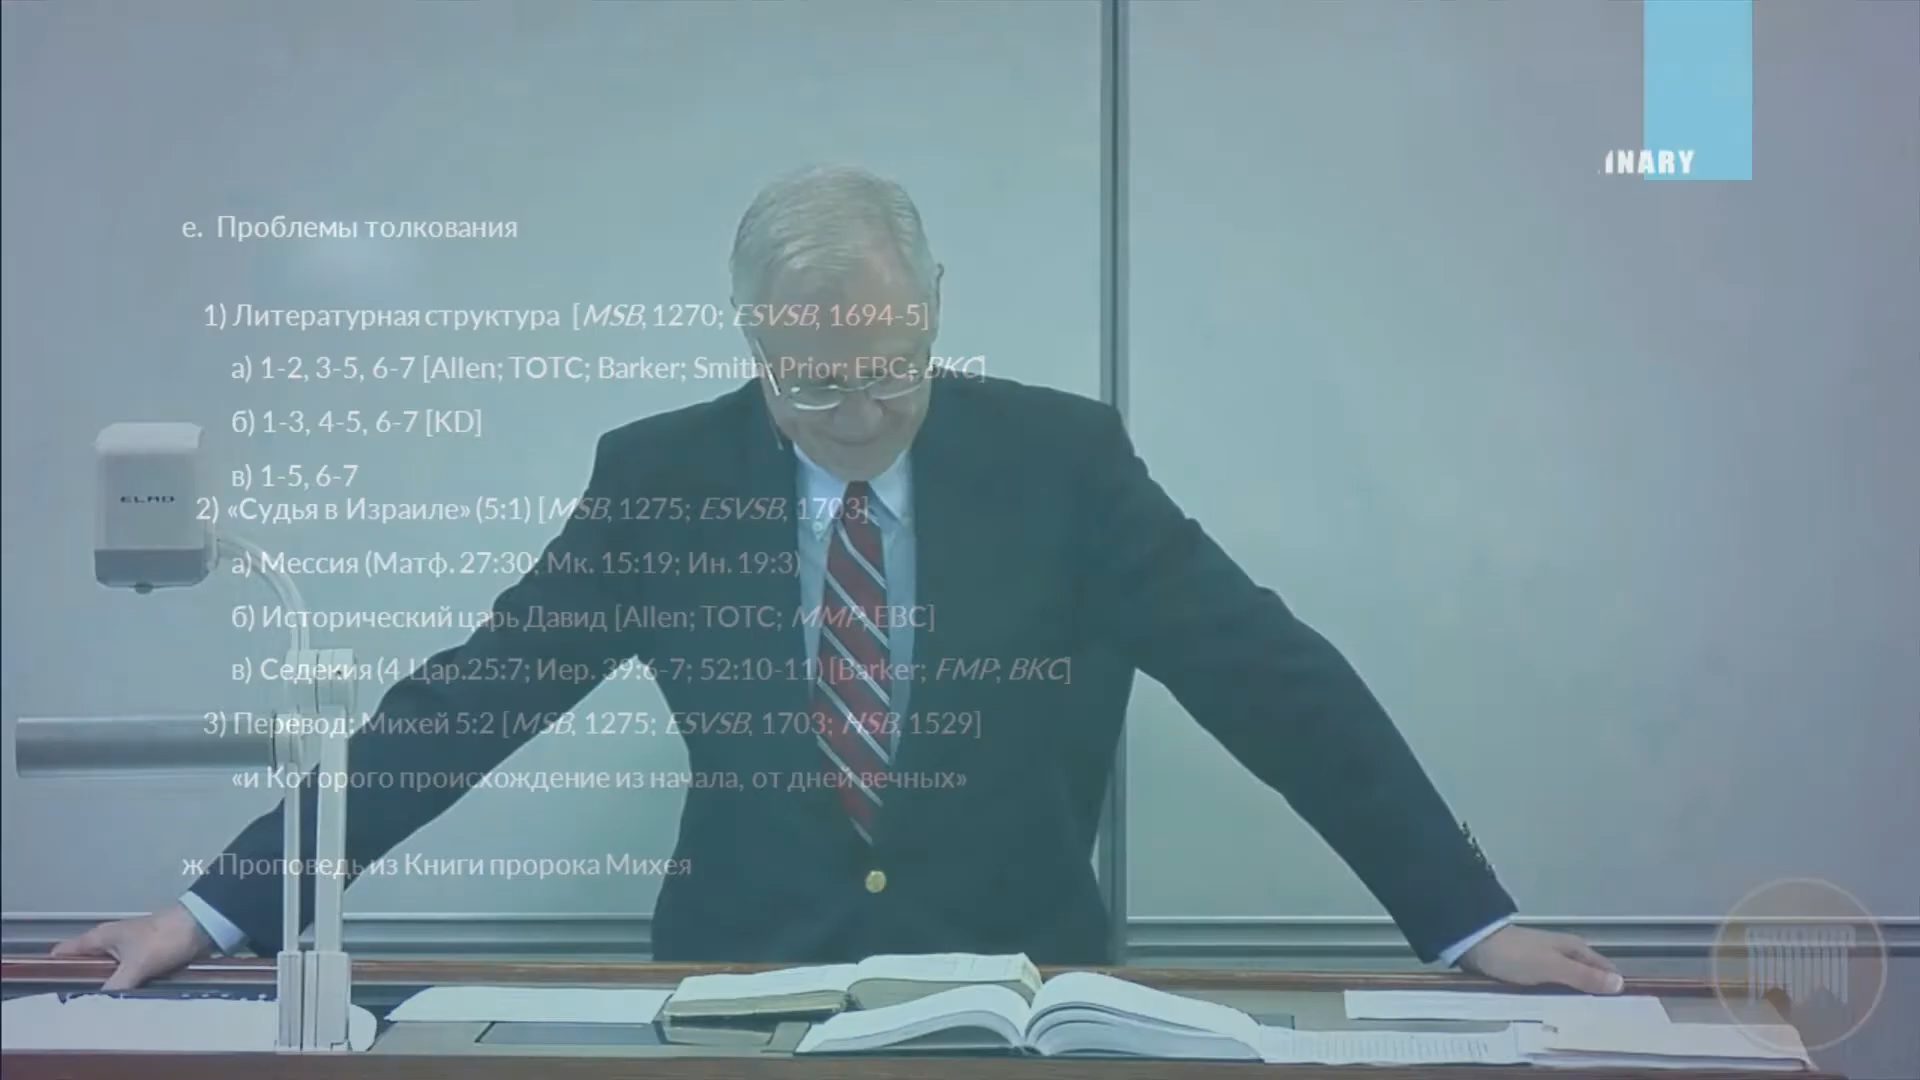 INARY
е. Проблемы толкования
1) Литературная структура [MSB, 1270; ESVSB, 1694-5]
а) 1-2, 3-5, 6-7 [Allen; TOTC; Barker; Smith; Prior; EBC; BKC]
б) 1-3, 4-5, 6-7 [KD]
в) 1-5, 6-7
ELMO
2) «Судья в Израиле» (5:1) [MSB, 1275; ESVSB, 1703]
а) Мессия (Матф. 27:30; Мк. 15:19; Ин. 19:3)
б) Исторический царь Давид [Allen; TOTC; MMP, EBC]
в) Седекия (4 Цар.25:7; Иер. 39:6-7; 52:10-11) [Barker; FMP; BKC]
3) Перевод: Михей 5:2 [MSB, 1275; ESVSB, 1703; HSB, 1529]
«и Которого происхождение из начала, от дней вечных»
ж. Проповедь из Книги пророка Михея